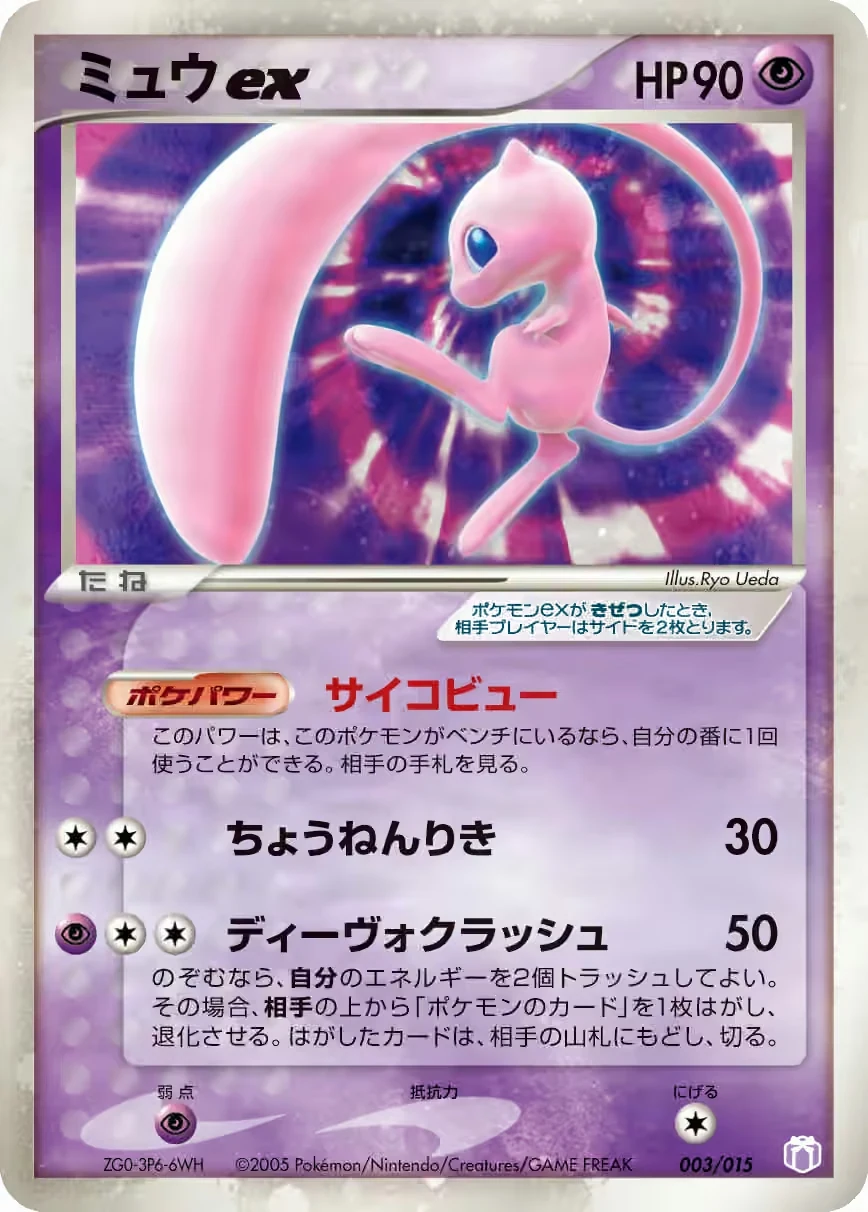 ミュウex HP90
たね Illus.Ryo Ueda
ポケモンexが きぜつしたとき、
相手プレイヤーはサイドを2枚とります。
ポケパワー サイコビュー
このパワーは、このポケモンがベンチにいるなら、自分の番に1回
使うことができる。相手の手札を見る。
ちょうねんりき 30
ディーヴォクラッシュ 50
のぞむなら、自分のエネルギーを2個トラッシュしてよい。
その場合、相手の上から「ポケモンのカード」を1枚はがし、
退化させる。はがしたカードは、相手の山札にもどし、切る。
弱点 抵抗力 にげる
ZG0-3P6-6WH ©2005 Pokémon/Nintendo/Creatures/GAME FREAK 003/015